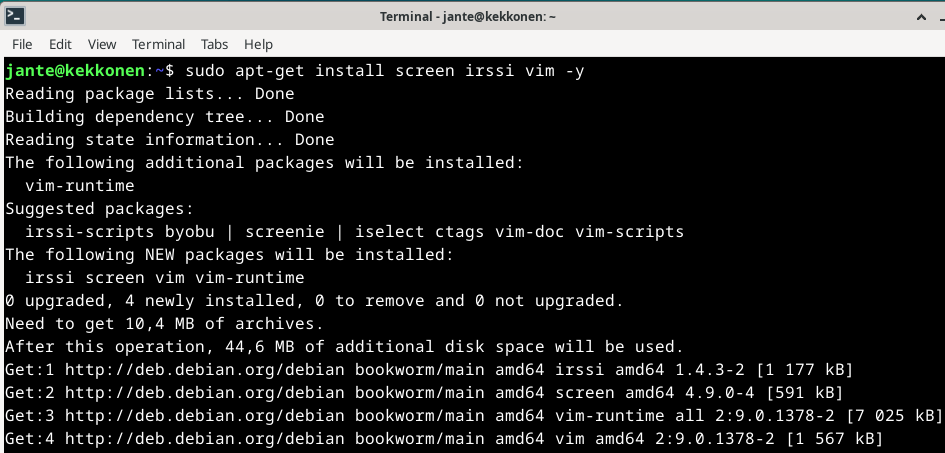 Terminal - jante@kekkonen: ~
File Edit View Terminal Tabs Help
jante@kekkonen:~$ sudo apt-get install screen irssi vim -y
Reading package lists... Done
Building dependency tree... Done
Reading state information... Done
The following additional packages will be installed:
  vim-runtime
Suggested packages:
  irssi-scripts byobu | screenie | iselect ctags vim-doc vim-scripts
The following NEW packages will be installed:
  irssi screen vim vim-runtime
0 upgraded, 4 newly installed, 0 to remove and 0 not upgraded.
Need to get 10,4 MB of archives.
After this operation, 44,6 MB of additional disk space will be used.
Get:1 http://deb.debian.org/debian bookworm/main amd64 irssi amd64 1.4.3-2 [1 177 kB]
Get:2 http://deb.debian.org/debian bookworm/main amd64 screen amd64 4.9.0-4 [591 kB]
Get:3 http://deb.debian.org/debian bookworm/main amd64 vim-runtime all 2:9.0.1378-2 [7 025 kB]
Get:4 http://deb.debian.org/debian bookworm/main amd64 vim amd64 2:9.0.1378-2 [1 567 kB]